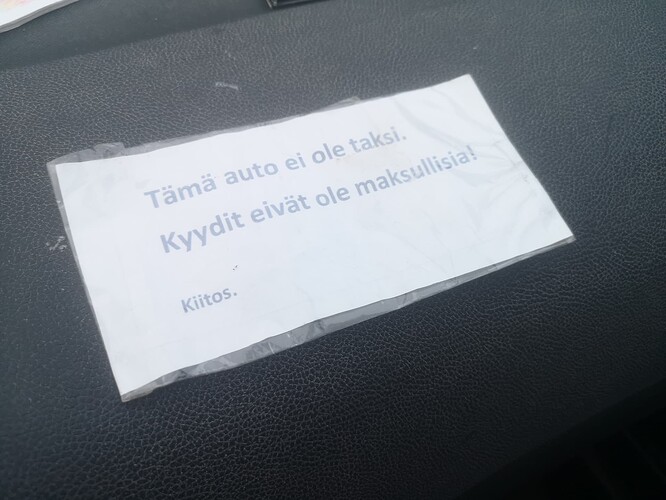 Tämä auto ei ole taksi.
Kyydit eivät ole maksullisia!
Kiitos.